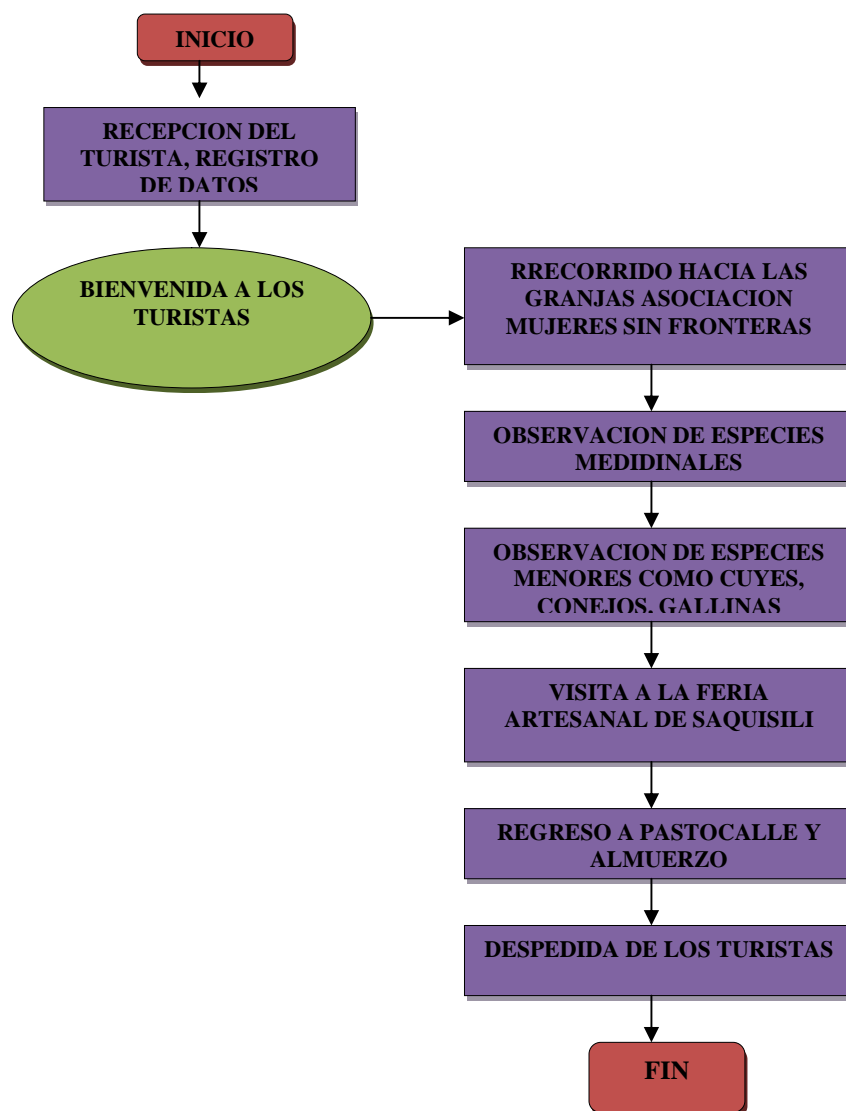 INICIO
RECEPCION DEL
TURISTA, REGISTRO
DE DATOS
BIENVENIDA A LOS
TURISTAS
RRECORRIDO HACIA LAS
GRANJAS ASOCIACION
MUJERES SIN FRONTERAS
OBSERVACION DE ESPECIES
MEDIDINALES
OBSERVACION DE ESPECIES
MENORES COMO CUYES,
CONEJOS, GALLINAS
VISITA A LA FERIA
ARTESANAL DE SAQUISILI
REGRESO A PASTOCALLE Y
ALMUERZO
DESPEDIDA DE LOS TURISTAS
FIN